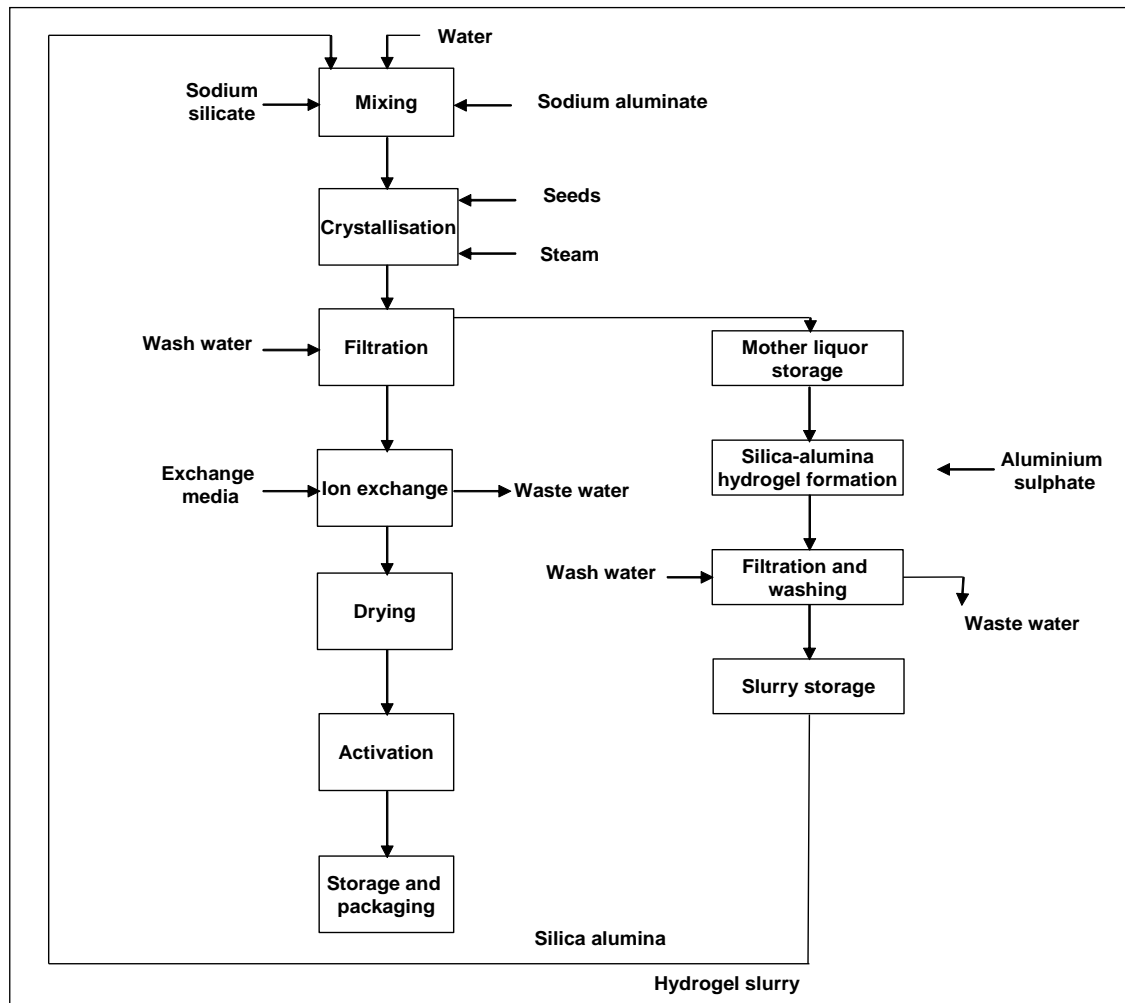 Water
Sodium
silicate
Mixing
Sodium aluminate
Seeds
Crystallisation
Steam
Wash water
Filtration
Mother liquor
storage
Exchange
media
Ion exchange
Waste water
Silica-alumina
hydrogel formation
Aluminium
sulphate
Wash water
Filtration and
washing
Waste water
Drying
Slurry storage
Activation
Storage and
packaging
Silica alumina
Hydrogel slurry